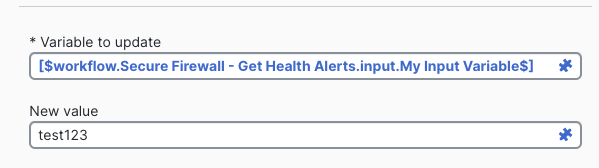 * Variable to update
[$workflow.Secure Firewall - Get Health Alerts.input.My Input Variable$]
New value
test123